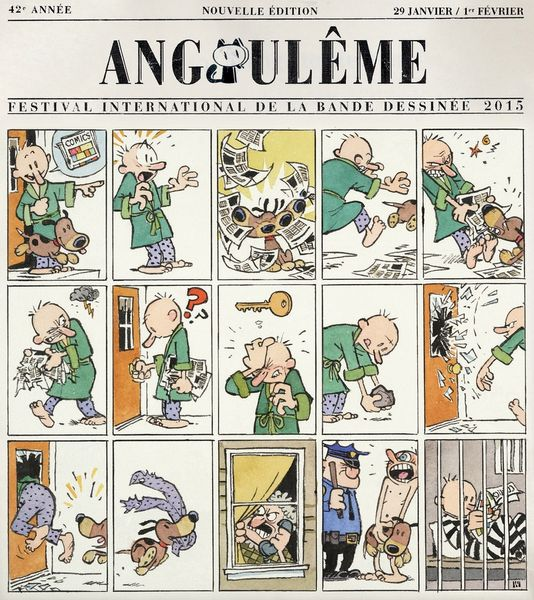 42e ANNÉE
NOUVELLE ÉDITION
29 JANVIER / 1er FÉVRIER
ANGOULÊME
FESTIVAL INTERNATIONAL DE LA BANDE DESSINÉE 2015
COMICS
?
?